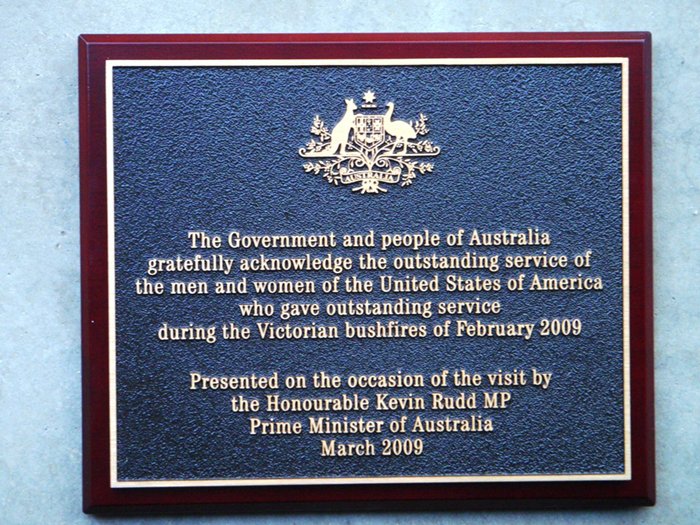 AUSTRALIA
The Government and people of Australia
gratefully acknowledge the outstanding service of
the men and women of the United States of America
who gave outstanding service
during the Victorian bushfires of February 2009
Presented on the occasion of the visit by
the Honourable Kevin Rudd MP
Prime Minister of Australia
March 2009